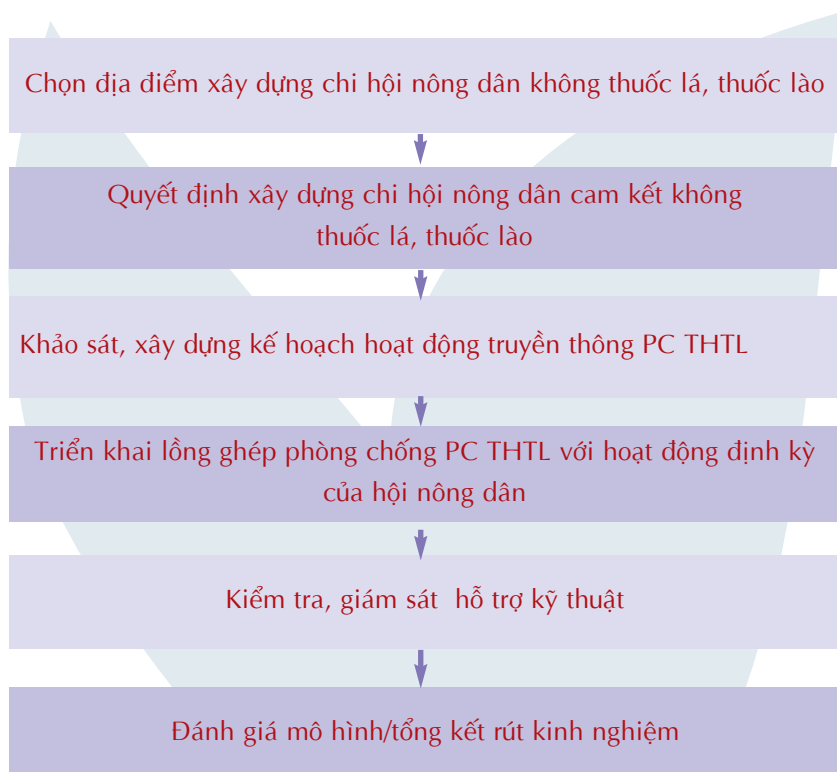 Chọn địa điểm xây dựng chi hội nông dân không thuốc lá, thuốc lào
Quyết định xây dựng chi hội nông dân cam kết không
thuốc lá, thuốc lào
Khảo sát, xây dựng kế hoạch hoạt động truyền thông PC THTL
Triển khai lồng ghép phòng chống PC THTL với hoạt động định kỳ
của hội nông dân
Kiểm tra, giám sát hỗ trợ kỹ thuật
Đánh giá mô hình/tổng kết rút kinh nghiệm